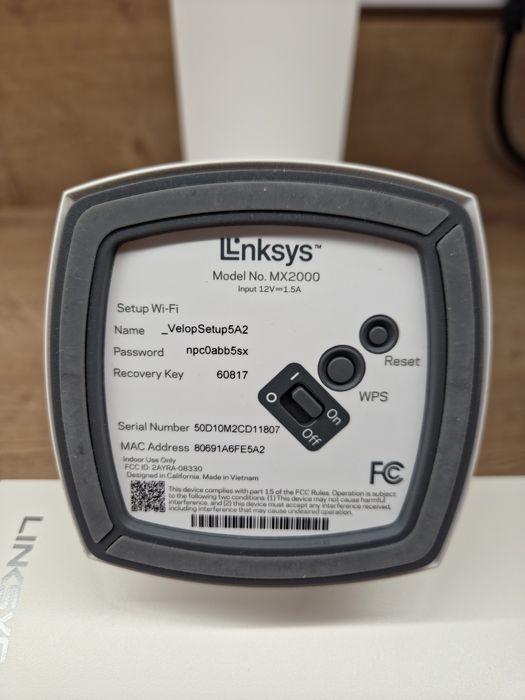 Linksys™
Model No. MX2000
Input 12V⎓1.5A
Setup Wi-Fi
Name _VelopSetup5A2
Password npc0abb5sx
Recovery Key 60817
Reset
WPS
I
O
On
Off
Serial Number 50D10M2CD11807
MAC Address 80691A6FE5A2
Indoor Use Only
FCC ID: 2AYRA-08330
Designed in California. Made in Vietnam
FC
This device complies with part 15 of the FCC Rules. Operation is subject
to the following two conditions: (1) This device may not cause harmful
interference, and (2) this device must accept any interference received,
including interference that may cause undesired operation.
LINKSYS